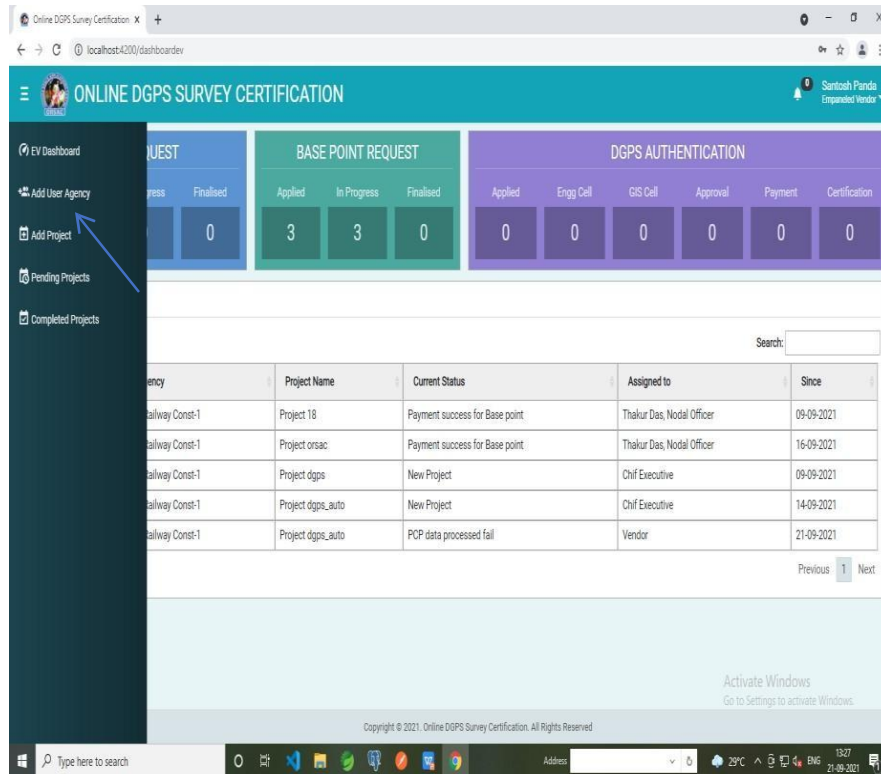 Online DGPS Survey Certification
localhost:4200/dashboardev
ONLINE DGPS SURVEY CERTIFICATION
0
Santosh Panda
Empaneled Vendor
EV Dashboard
Add User Agency
Add Project
Pending Projects
Completed Projects
QUEST
gress Finalised
0
BASE POINT REQUEST
Applied In Progress Finalised
3 3 0
DGPS AUTHENTICATION
Applied Engg Cell GIS Cell Approval Payment Certification
0 0 0 0 0 0
Search:
ency Project Name Current Status Assigned to Since
Railway Const-1 Project 18 Payment success for Base point Thakur Das, Nodal Officer 09-09-2021
Railway Const-1 Project orsac Payment success for Base point Thakur Das, Nodal Officer 16-09-2021
Railway Const-1 Project dgps New Project Chif Executive 09-09-2021
Railway Const-1 Project dgps_auto New Project Chif Executive 14-09-2021
Railway Const-1 Project dgps_auto PCP data processed fail Vendor 21-09-2021
Previous 1 Next
Activate Windows
Go to Settings to activate Windows.
Copyright © 2021. Online DGPS Survey Certification. All Rights Reserved
Type here to search
Address
29°C
ENG
13:27
21-09-2021